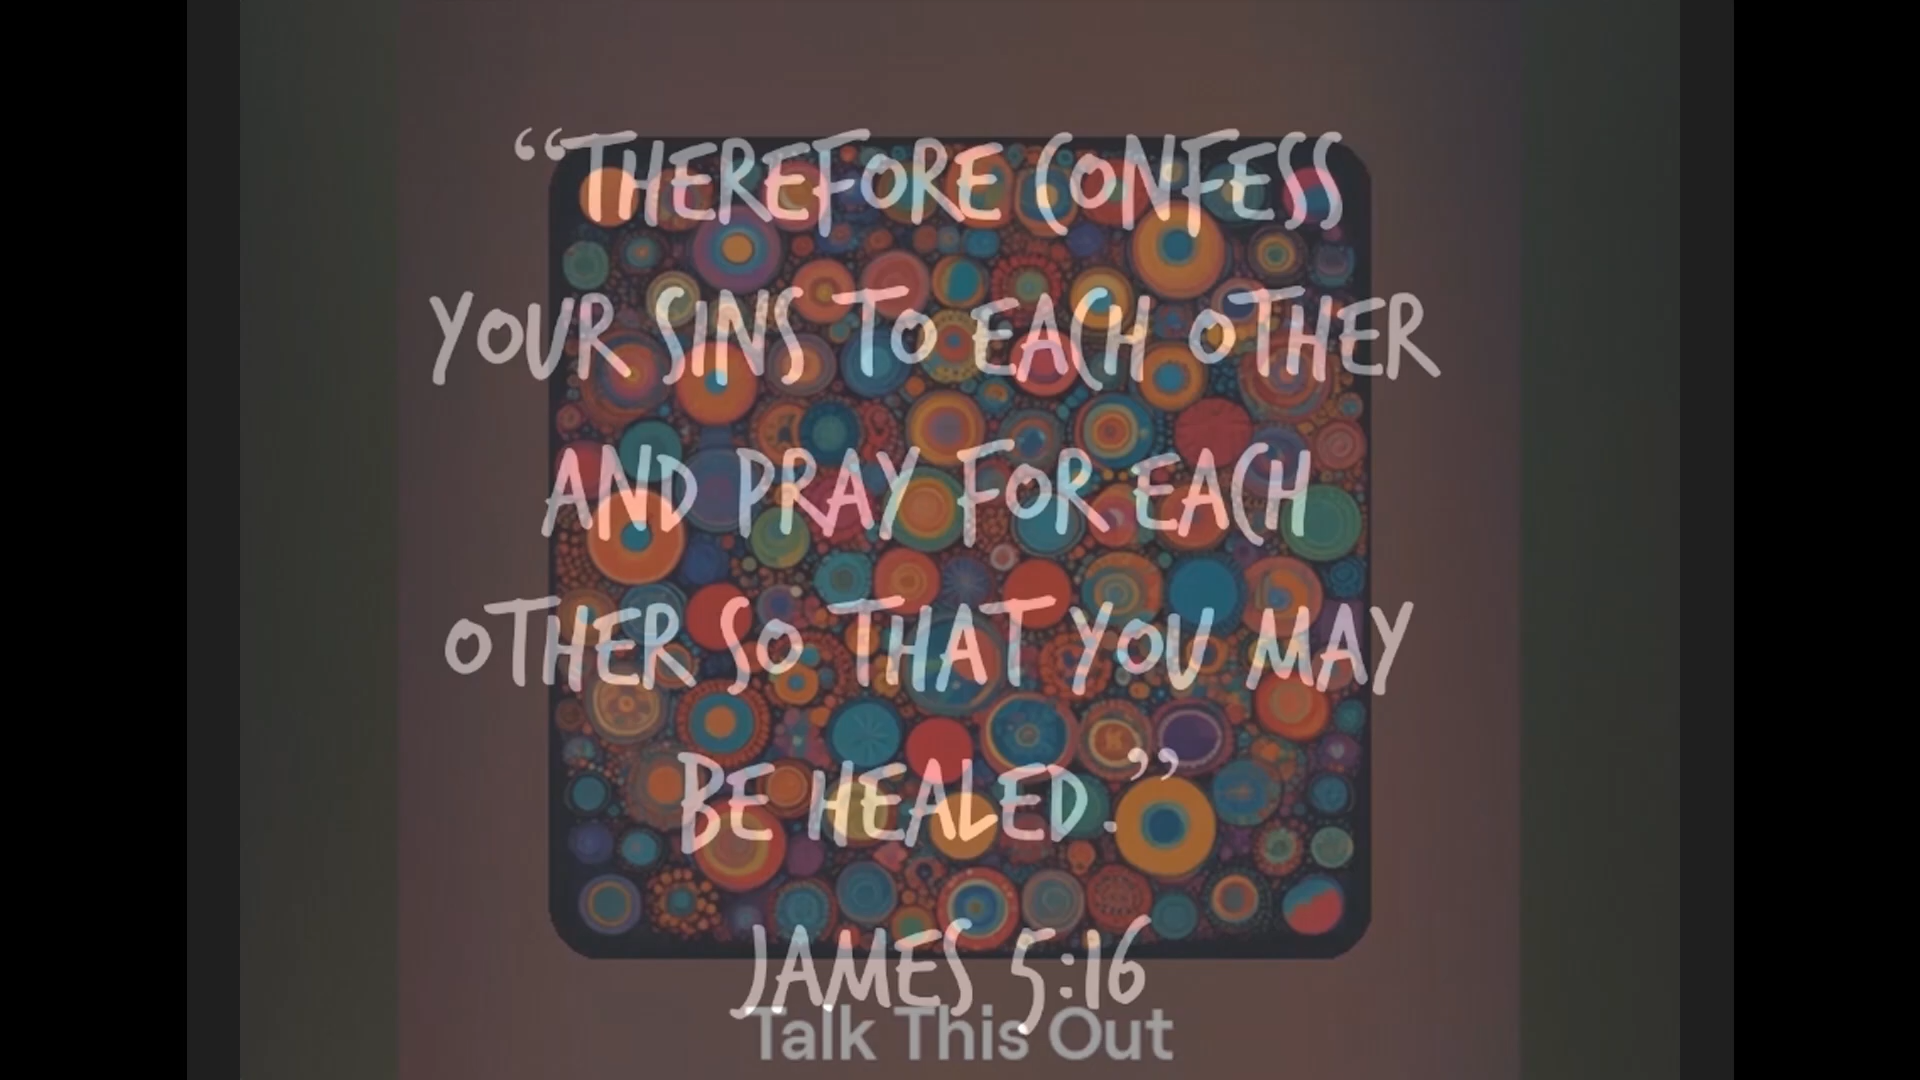 “THEREFORE CONFESS
YOUR SINS TO EACH OTHER
AND PRAY FOR EACH
OTHER SO THAT YOU MAY
BE HEALED.”
JAMES 5:16
Talk This Out